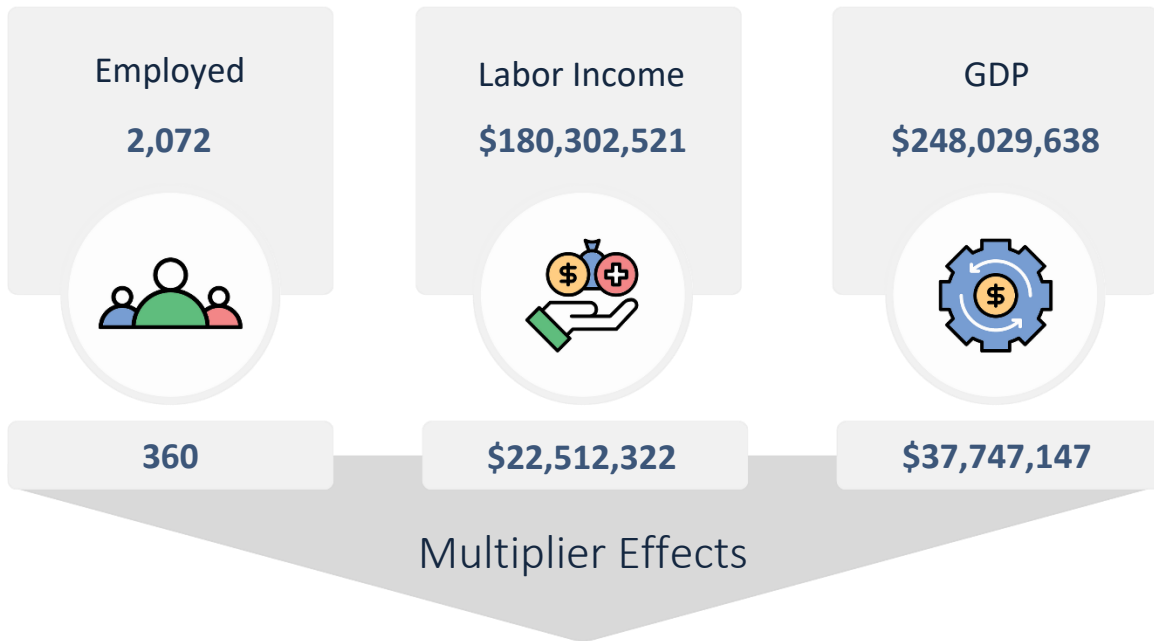 Employed
2,072
Labor Income
$180,302,521
GDP
$248,029,638
$
$
360
$22,512,322
$37,747,147
Multiplier Effects